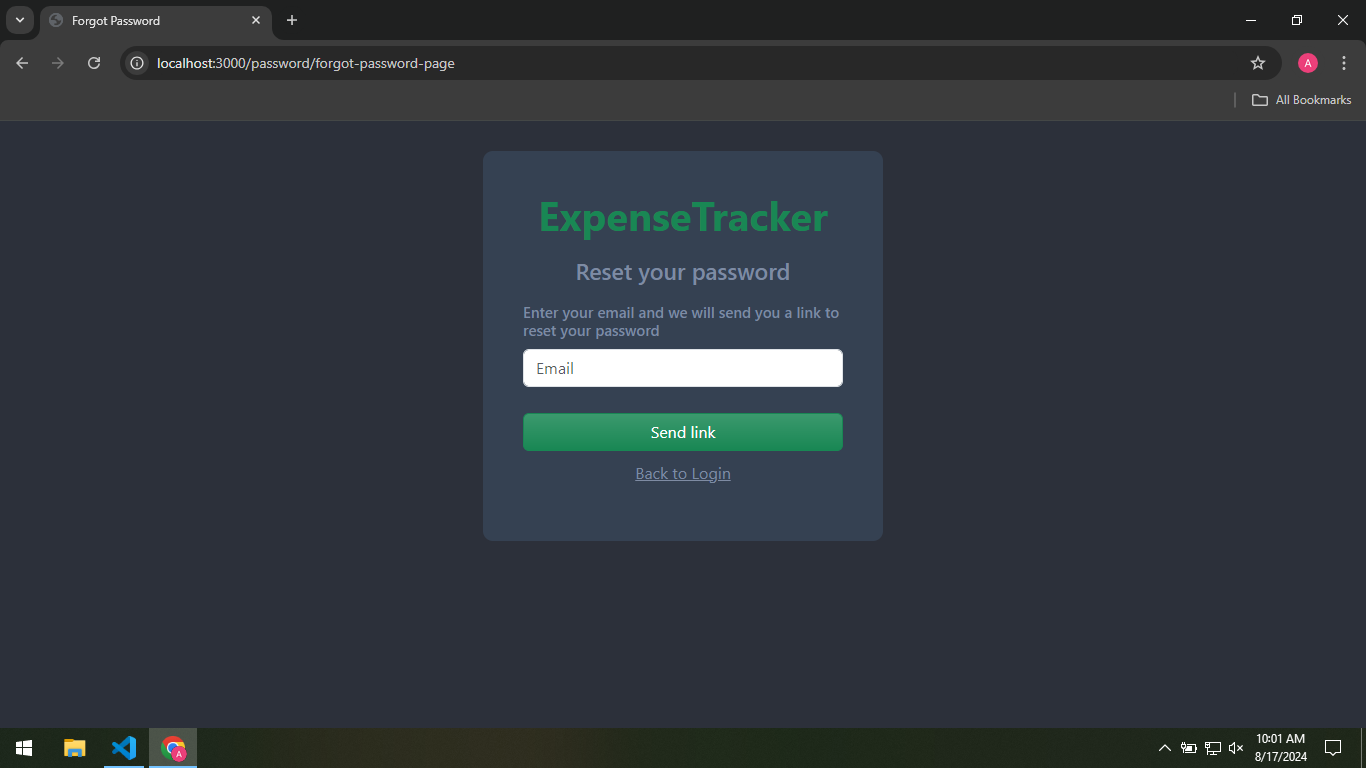 Forgot Password
localhost:3000/password/forgot-password-page
A
All Bookmarks
ExpenseTracker
Reset your password
Enter your email and we will send you a link to
reset your password
Email
Send link
Back to Login
A
10:01 AM
8/17/2024